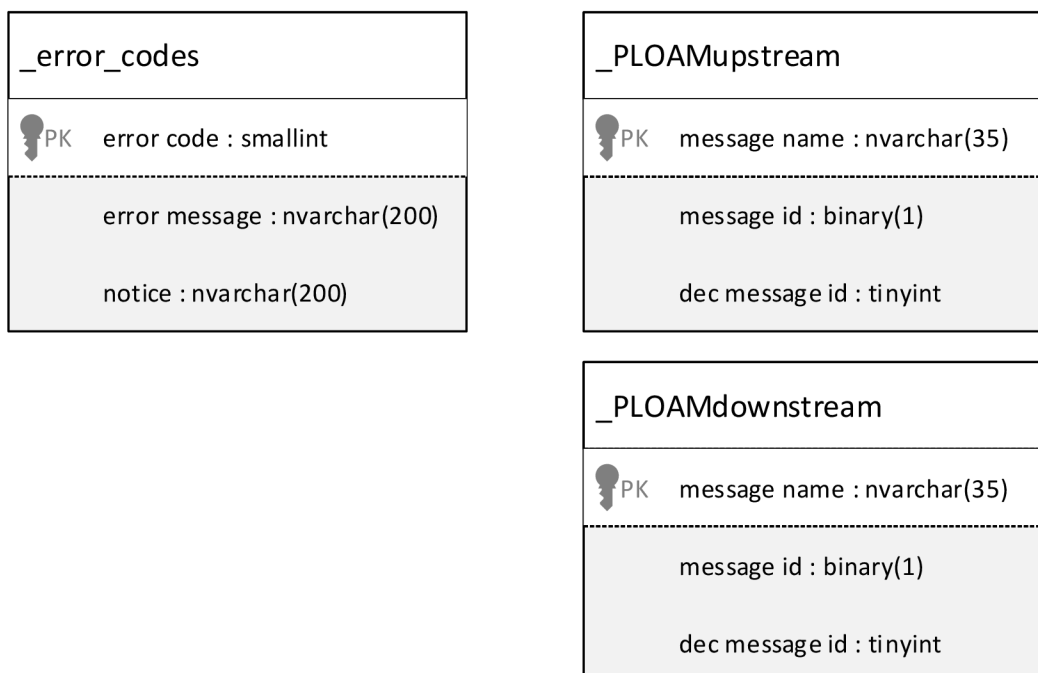 _error_codes
PK error code : smallint
error message : nvarchar(200)
notice : nvarchar(200)
_PLOAMupstream
PK message name : nvarchar(35)
message id : binary(1)
dec message id : tinyint
_PLOAMdownstream
PK message name : nvarchar(35)
message id : binary(1)
dec message id : tinyint